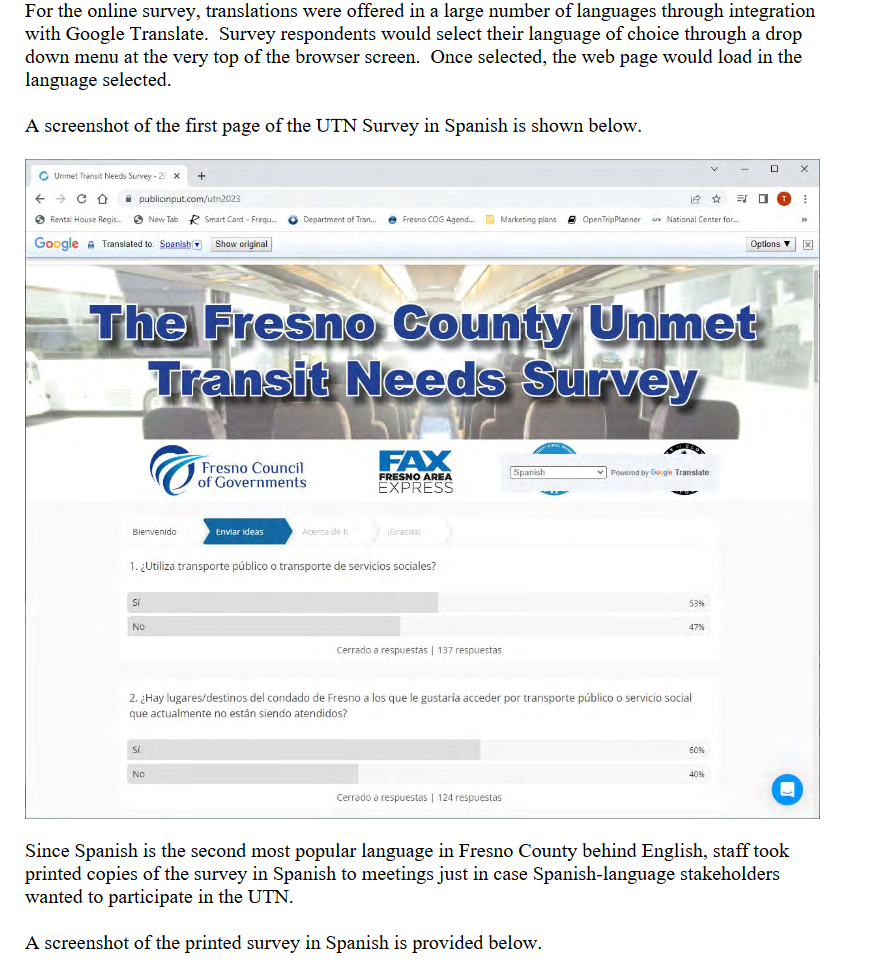 For the online survey, translations were offered in a large number of languages through integration
with Google Translate.  Survey respondents would select their language of choice through a drop
down menu at the very top of the browser screen.  Once selected, the web page would load in the
language selected.
A screenshot of the first page of the UTN Survey in Spanish is shown below.
Unmet Transit Needs Survey - 20
publicinput.com/utn2023
T
Rental House Regis... New Tab Smart Card – Frequ... Department of Tran... Fresno COG Agend... Marketing plans OpenTripPlanner National Center for... »
Google Translated to: Spanish Show original Options ▼
The Fresno County Unmet
Transit Needs Survey
Fresno Council
of Governments
FAX
FRESNO AREA
EXPRESS
Spanish Powered by Google Translate
Bienvenido Enviar ideas Acerca de ti ¡Gracias!
1. ¿Utiliza transporte público o transporte de servicios sociales?
Sí 53%
No 47%
Cerrado a respuestas | 137 respuestas
2. ¿Hay lugares/destinos del condado de Fresno a los que le gustaría acceder por transporte público o servicio social
que actualmente no están siendo atendidos?
Sí 60%
No 40%
Cerrado a respuestas | 124 respuestas
Since Spanish is the second most popular language in Fresno County behind English, staff took
printed copies of the survey in Spanish to meetings just in case Spanish-language stakeholders
wanted to participate in the UTN.
A screenshot of the printed survey in Spanish is provided below.